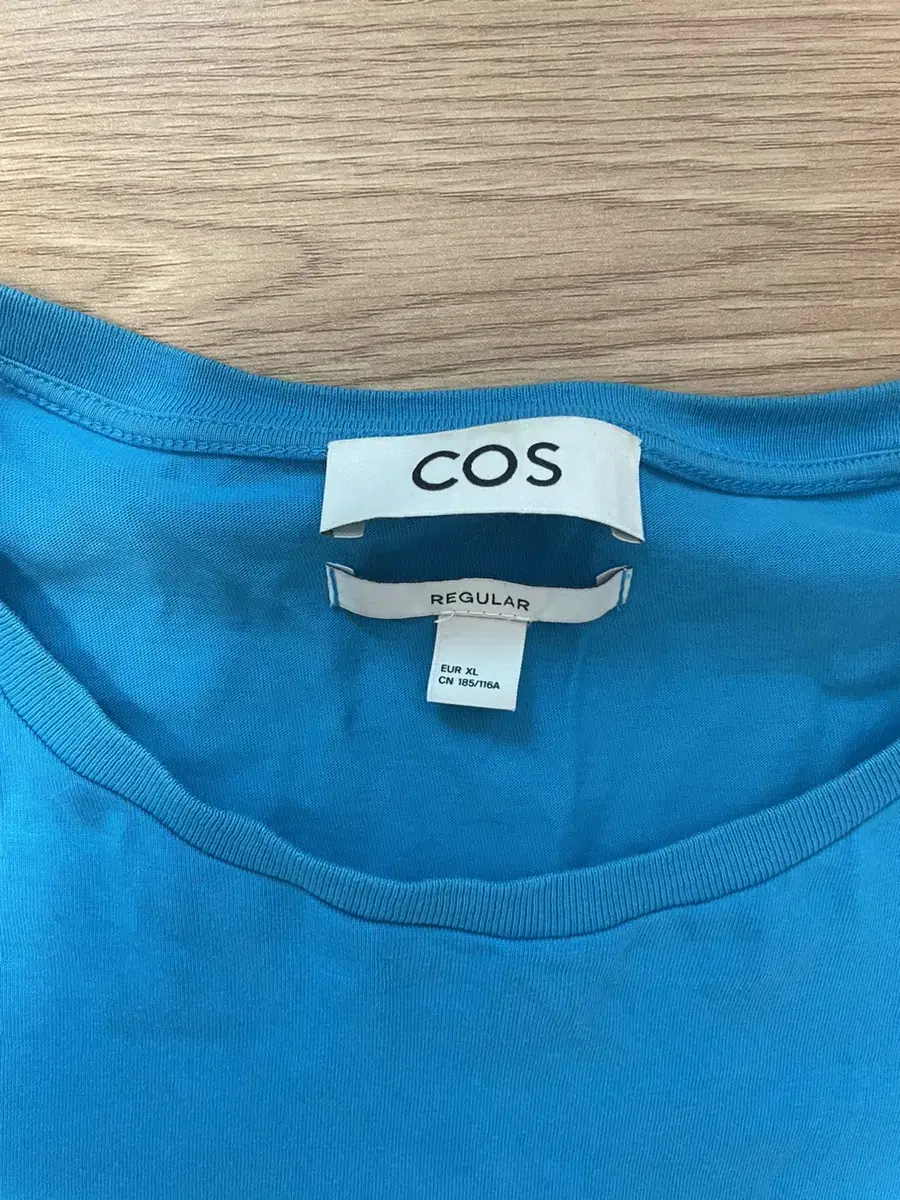 COS
REGULAR
EUR XL
CN 185/116A